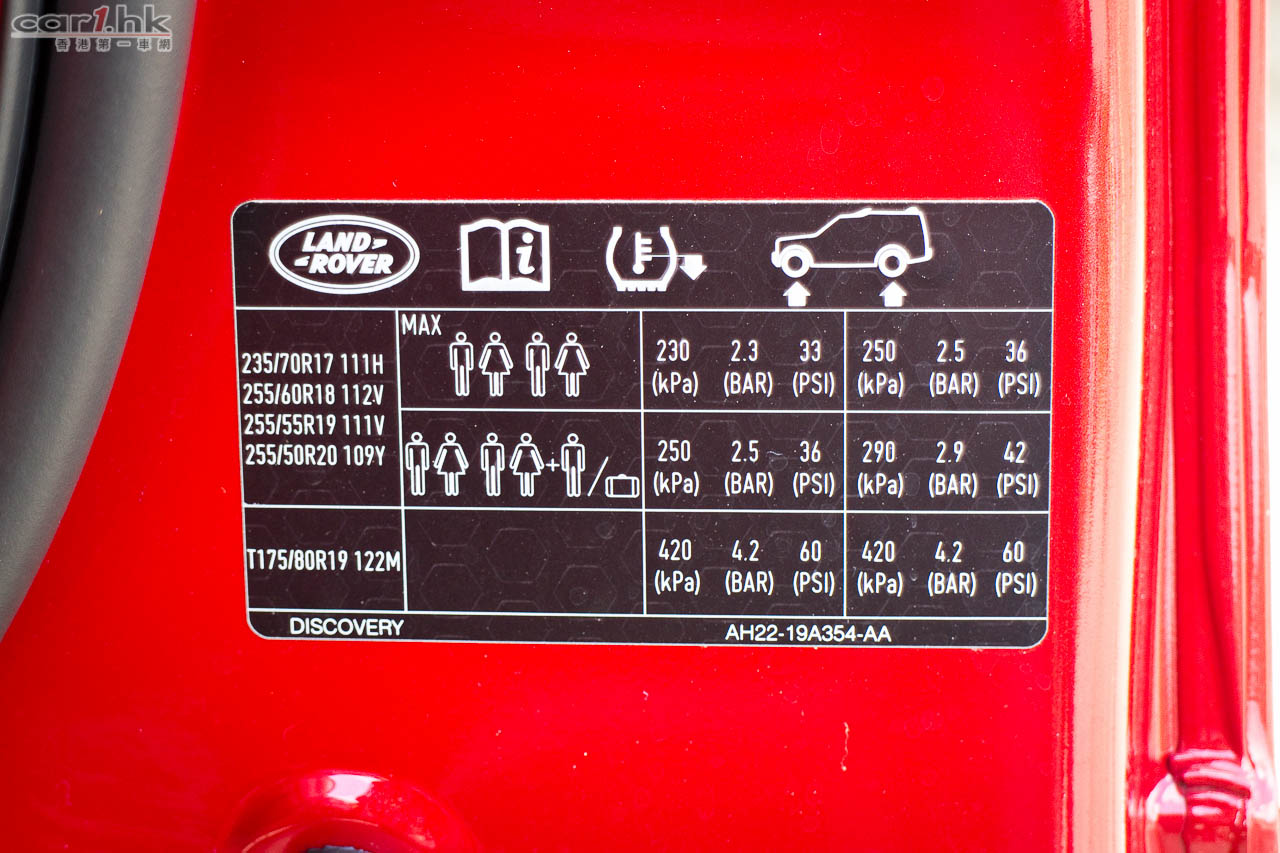 car1.hk
香港第一車網
LAND
ROVER
i
MAX
235/70R17 111H
255/60R18 112V
255/55R19 111V
255/50R20 109Y
230 2.3 33 250 2.5 36
(kPa) (BAR) (PSI) (kPa) (BAR) (PSI)
+ /
250 2.5 36 290 2.9 42
(kPa) (BAR) (PSI) (kPa) (BAR) (PSI)
T175/80R19 122M
420 4.2 60 420 4.2 60
(kPa) (BAR) (PSI) (kPa) (BAR) (PSI)
DISCOVERY AH22-19A354-AA